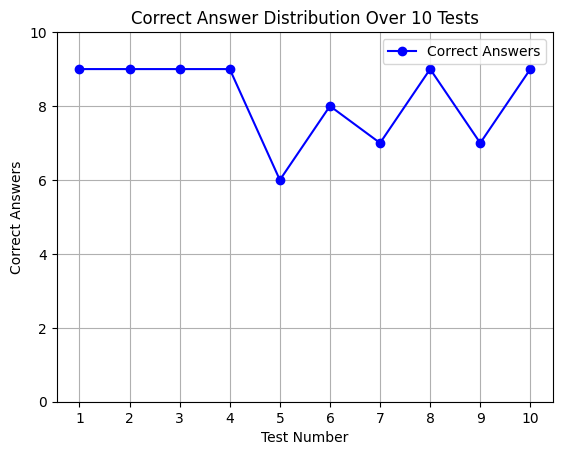 Correct Answer Distribution Over 10 Tests
Correct Answers
10
8
6
4
2
0
Correct Answers
1 2 3 4 5 6 7 8 9 10
Test Number